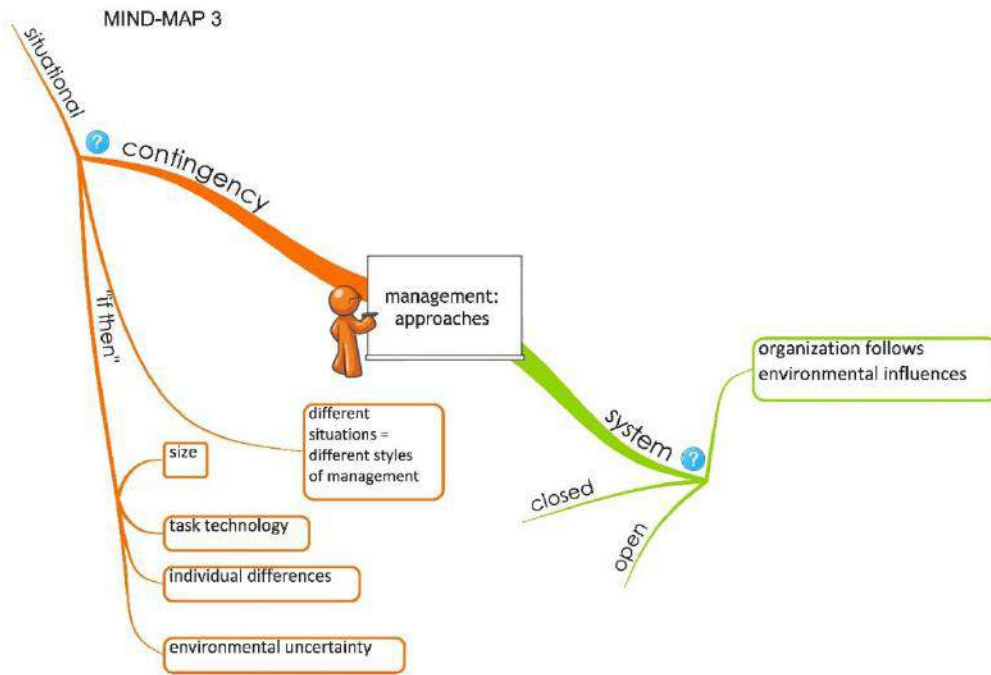 MIND-MAP 3
situational
?
contingency
"if then"
management:
approaches
different
situations =
different styles
of management
size
task technology
individual differences
environmental uncertainty
system
?
organization follows
environmental influences
closed
open